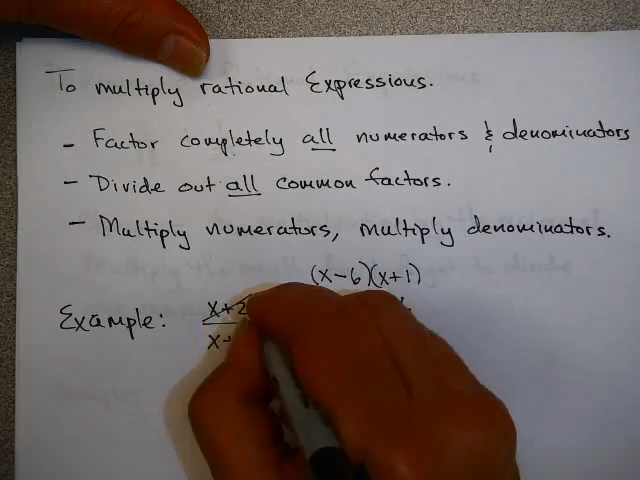 To multiply rational Expressions.
- Factor completely all numerators & denominators
- Divide out all common factors.
- Multiply numerators, multiply denominators.
(x-6)(x+1)
Example: x+2